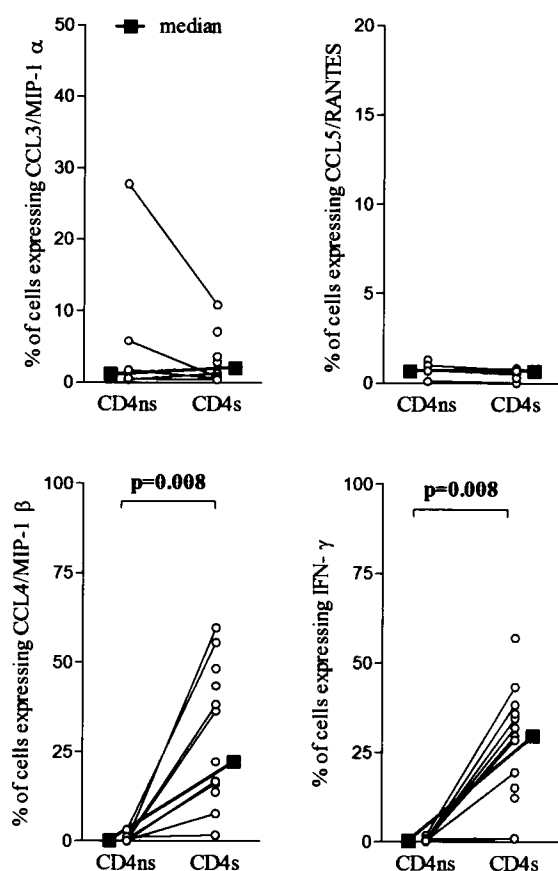 % of cells expressing CCL3/MIP-1 α
50
40
30
20
10
0
median
CD4ns CD4s
% of cells expressing CCL5/RANTES
20
15
10
5
0
CD4ns CD4s
% of cells expressing CCL4/MIP-1 β
100
75
50
25
0
p=0.008
CD4ns CD4s
% of cells expressing IFN- γ
100
75
50
25
0
p=0.008
CD4ns CD4s